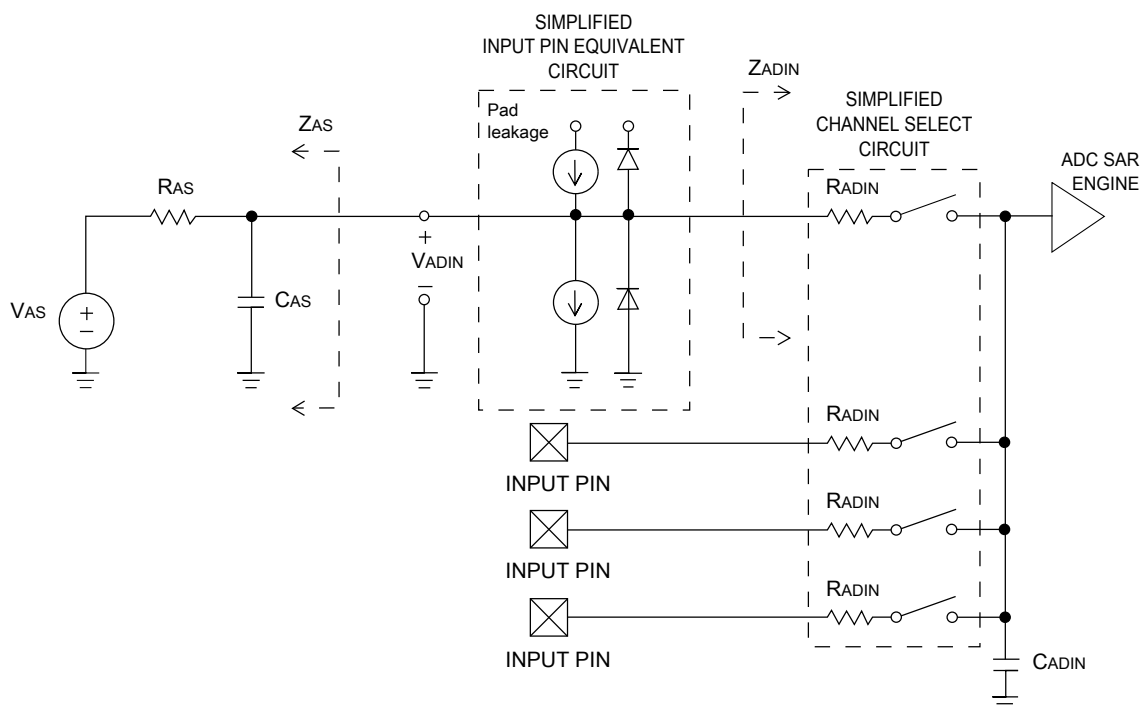 SIMPLIFIED
INPUT PIN EQUIVALENT
CIRCUIT
ZADIN
SIMPLIFIED
CHANNEL SELECT
CIRCUIT
Pad
leakage
ZAS
ADC SAR
ENGINE
RAS
RADIN
+
VADIN
–
CAS
VAS
+
–
RADIN
INPUT PIN
RADIN
INPUT PIN
RADIN
INPUT PIN
CADIN